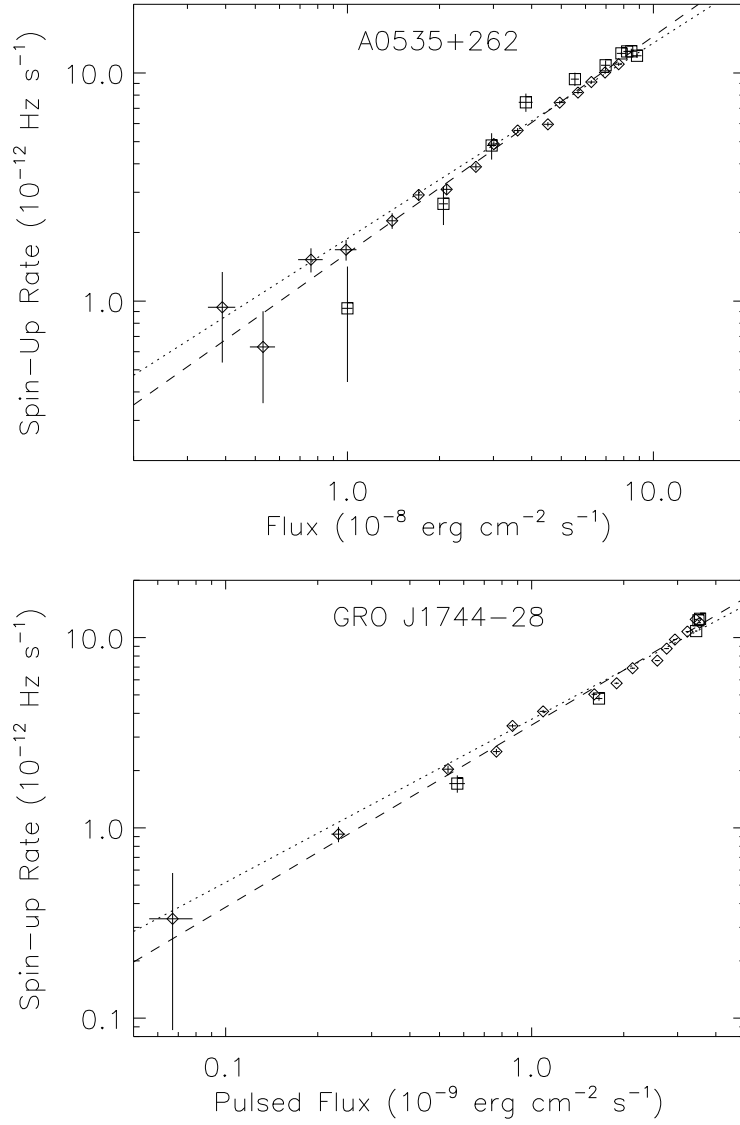 A0535+262
10.0
1.0
Spin-Up Rate (10⁻¹² Hz s⁻¹)
1.0 10.0
Flux (10⁻⁸ erg cm⁻² s⁻¹)
GRO J1744-28
10.0
1.0
0.1
Spin-up Rate (10⁻¹² Hz s⁻¹)
0.1 1.0
Pulsed Flux (10⁻⁹ erg cm⁻² s⁻¹)